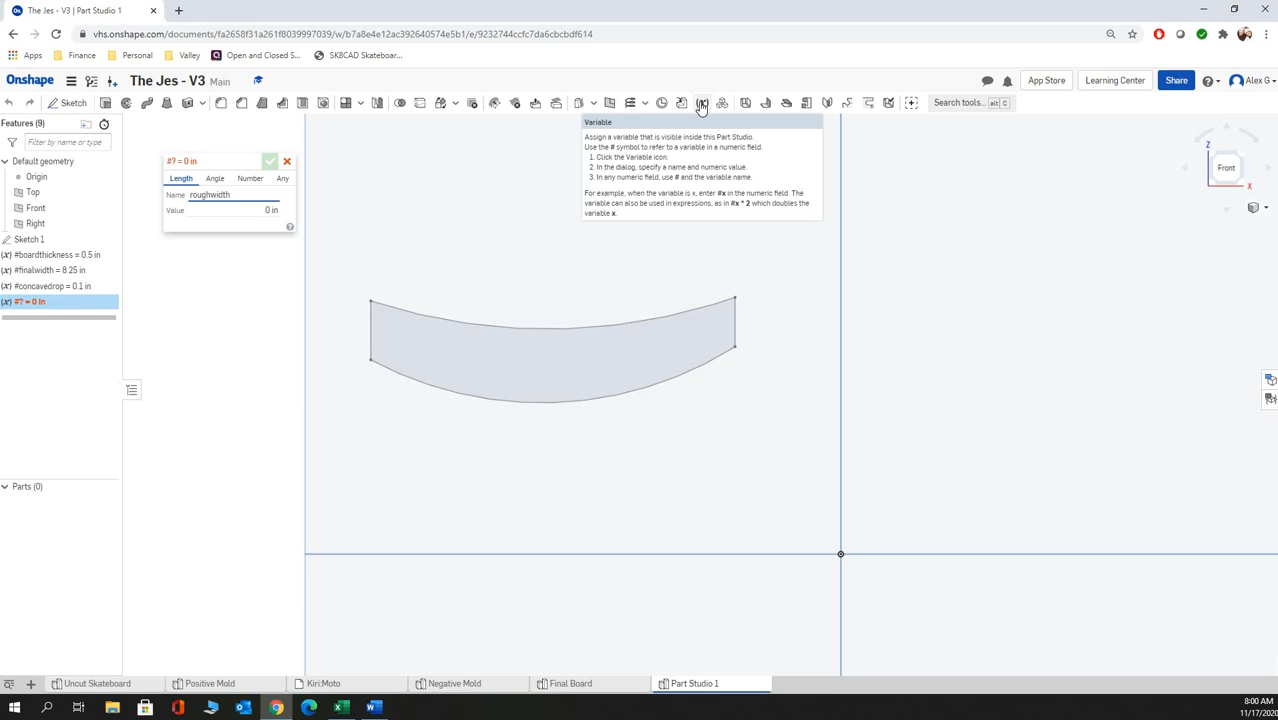 On The Jes - V3 | Part Studio 1
vhs.onshape.com/documents/fa2658f31a261f8039997039/w/b7a8e4e12ac392640574e5b1/e/9232744ccfc7da6cbcbdf614
Apps Finance Personal Valley Open and Closed S... SK8CAD Skateboar...
Onshape The Jes - V3 Main App Store Learning Center Share Alex G
Sketch Search tools... alt C
Features (9)
Filter by name or type
Default geometry
Origin
Top
Front
Right
Sketch 1
(x) #boardthickness = 0.5 in
(x) #finalwidth = 8.25 in
(x) #concavedrop = 0.1 in
(x) #? = 0 in
Parts (0)
#? = 0 in
Length Angle Number Any
Name roughwidth
Value 0 in
Variable
Assign a variable that is visible inside this Part Studio.
Use the # symbol to refer to a variable in a numeric field.
1. Click the Variable icon.
2. In the dialog, specify a name and numeric value.
3. In any numeric field, use # and the variable name.
For example, when the variable is x, enter #x in the numeric field. The
variable can also be used in expressions, as in #x * 2 which doubles the
variable x.
Z
Front
X
Uncut Skateboard Positive Mold Kiri:Moto Negative Mold Final Board Part Studio 1
8:00 AM
11/17/2020